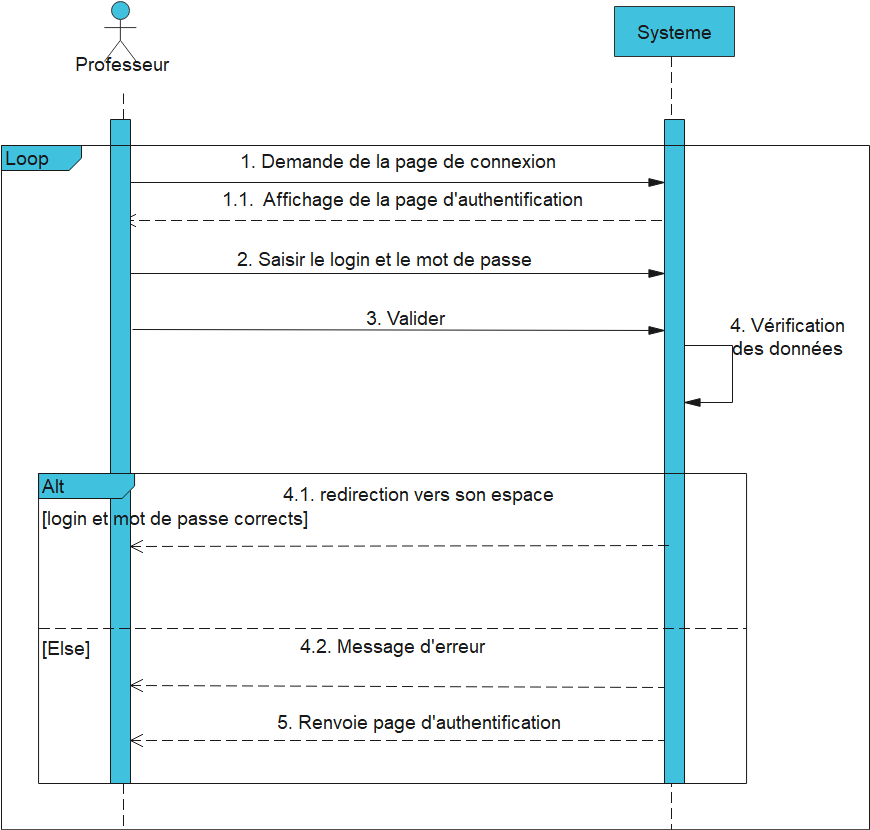 Professeur
Systeme
Loop
1. Demande de la page de connexion
1.1. Affichage de la page d'authentification
2. Saisir le login et le mot de passe
3. Valider
4. Vérification
des données
Alt
4.1. redirection vers son espace
[login et mot de passe corrects]
[Else]
4.2. Message d'erreur
5. Renvoie page d'authentification